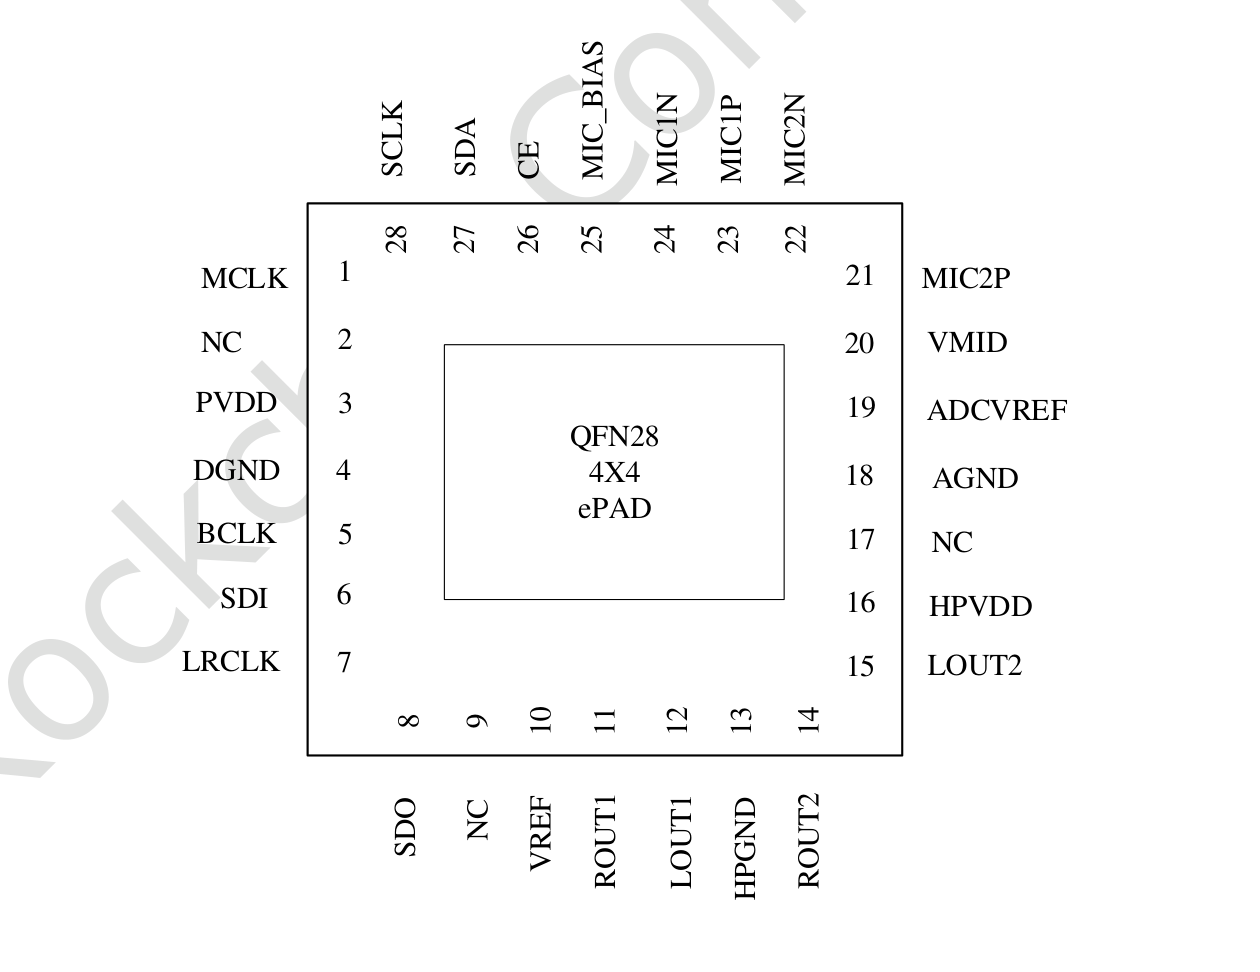 SCLK
SDA
CE
MIC_BIAS
MIC1N
MIC1P
MIC2N
28
27
26
25
24
23
22
MCLK 1
NC 2
PVDD 3
DGND 4
BCLK 5
SDI 6
LRCLK 7
QFN28
4X4
ePAD
21 MIC2P
20 VMID
19 ADCVREF
18 AGND
17 NC
16 HPVDD
15 LOUT2
8
9
10
11
12
13
14
SDO
NC
VREF
ROUT1
LOUT1
HPGND
ROUT2